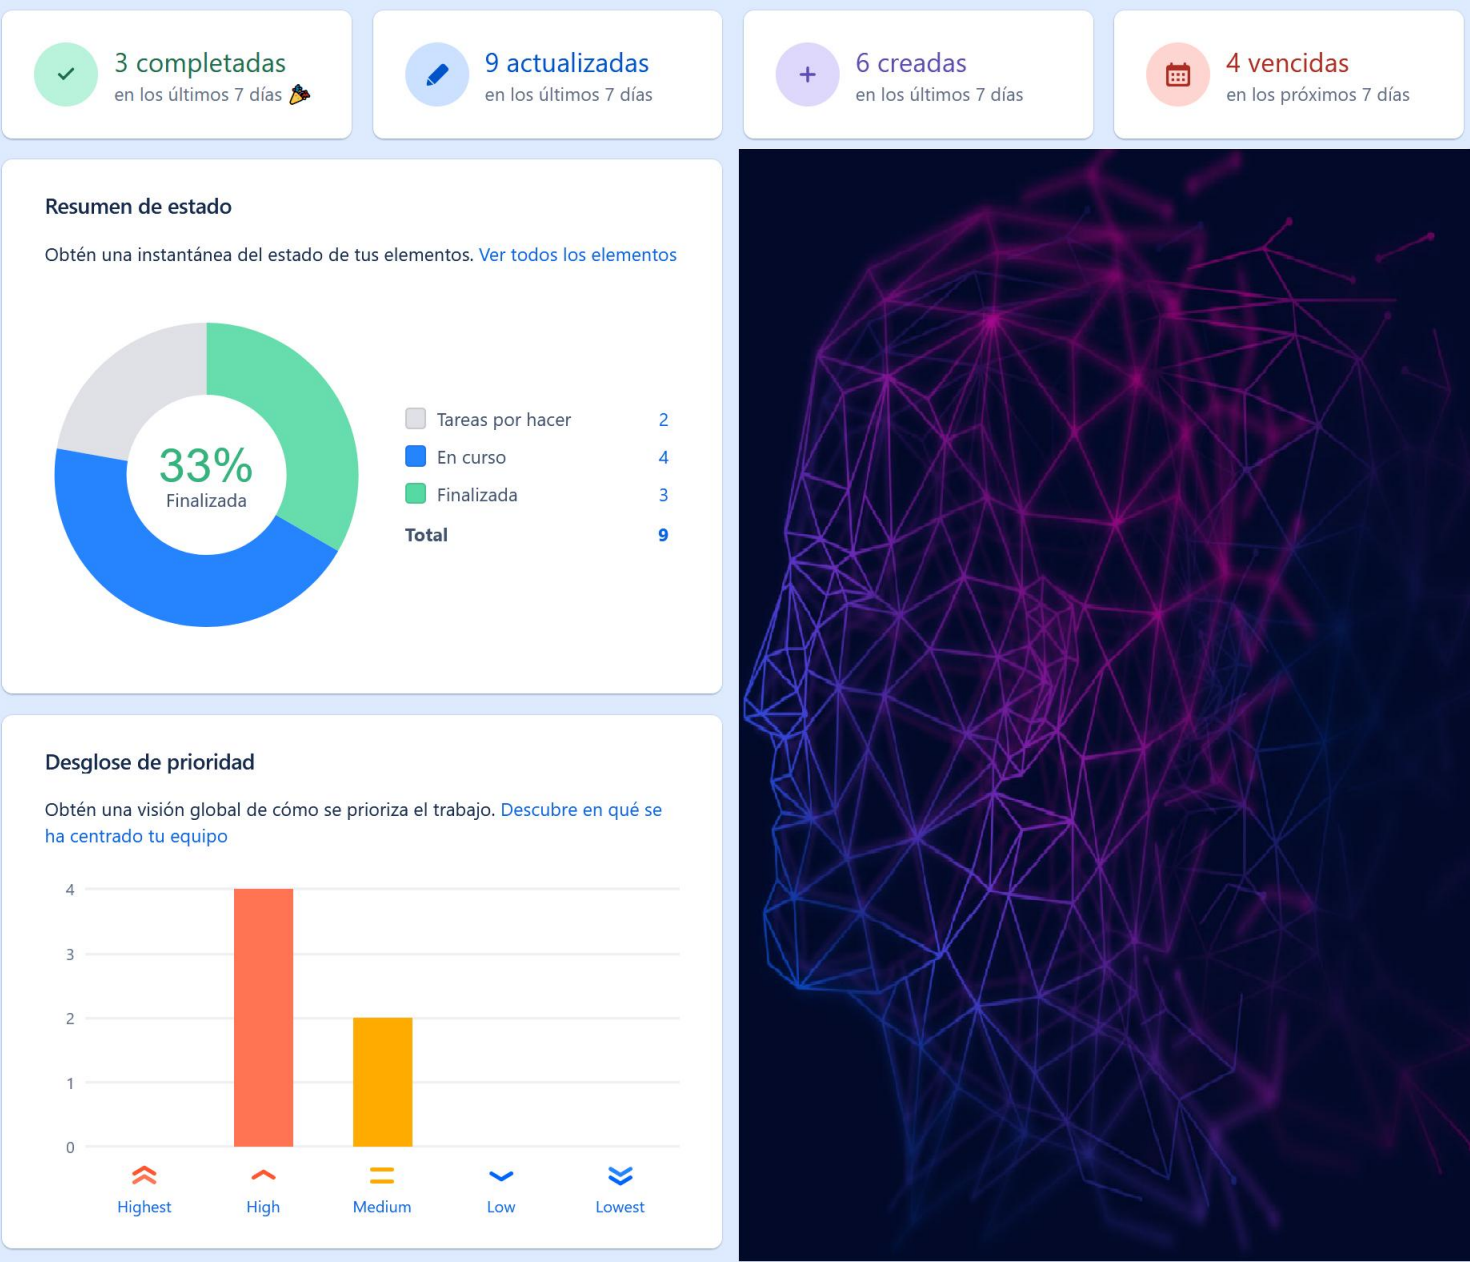 3 completadas
en los últimos 7 días
9 actualizadas
en los últimos 7 días
6 creadas
en los últimos 7 días
4 vencidas
en los próximos 7 días
Resumen de estado
Obtén una instantánea del estado de tus elementos. Ver todos los elementos
33%
Finalizada
Tareas por hacer 2
En curso 4
Finalizada 3
Total 9
Desglose de prioridad
Obtén una visión global de cómo se prioriza el trabajo. Descubre en qué se
ha centrado tu equipo
4
3
2
1
0
Highest High Medium Low Lowest